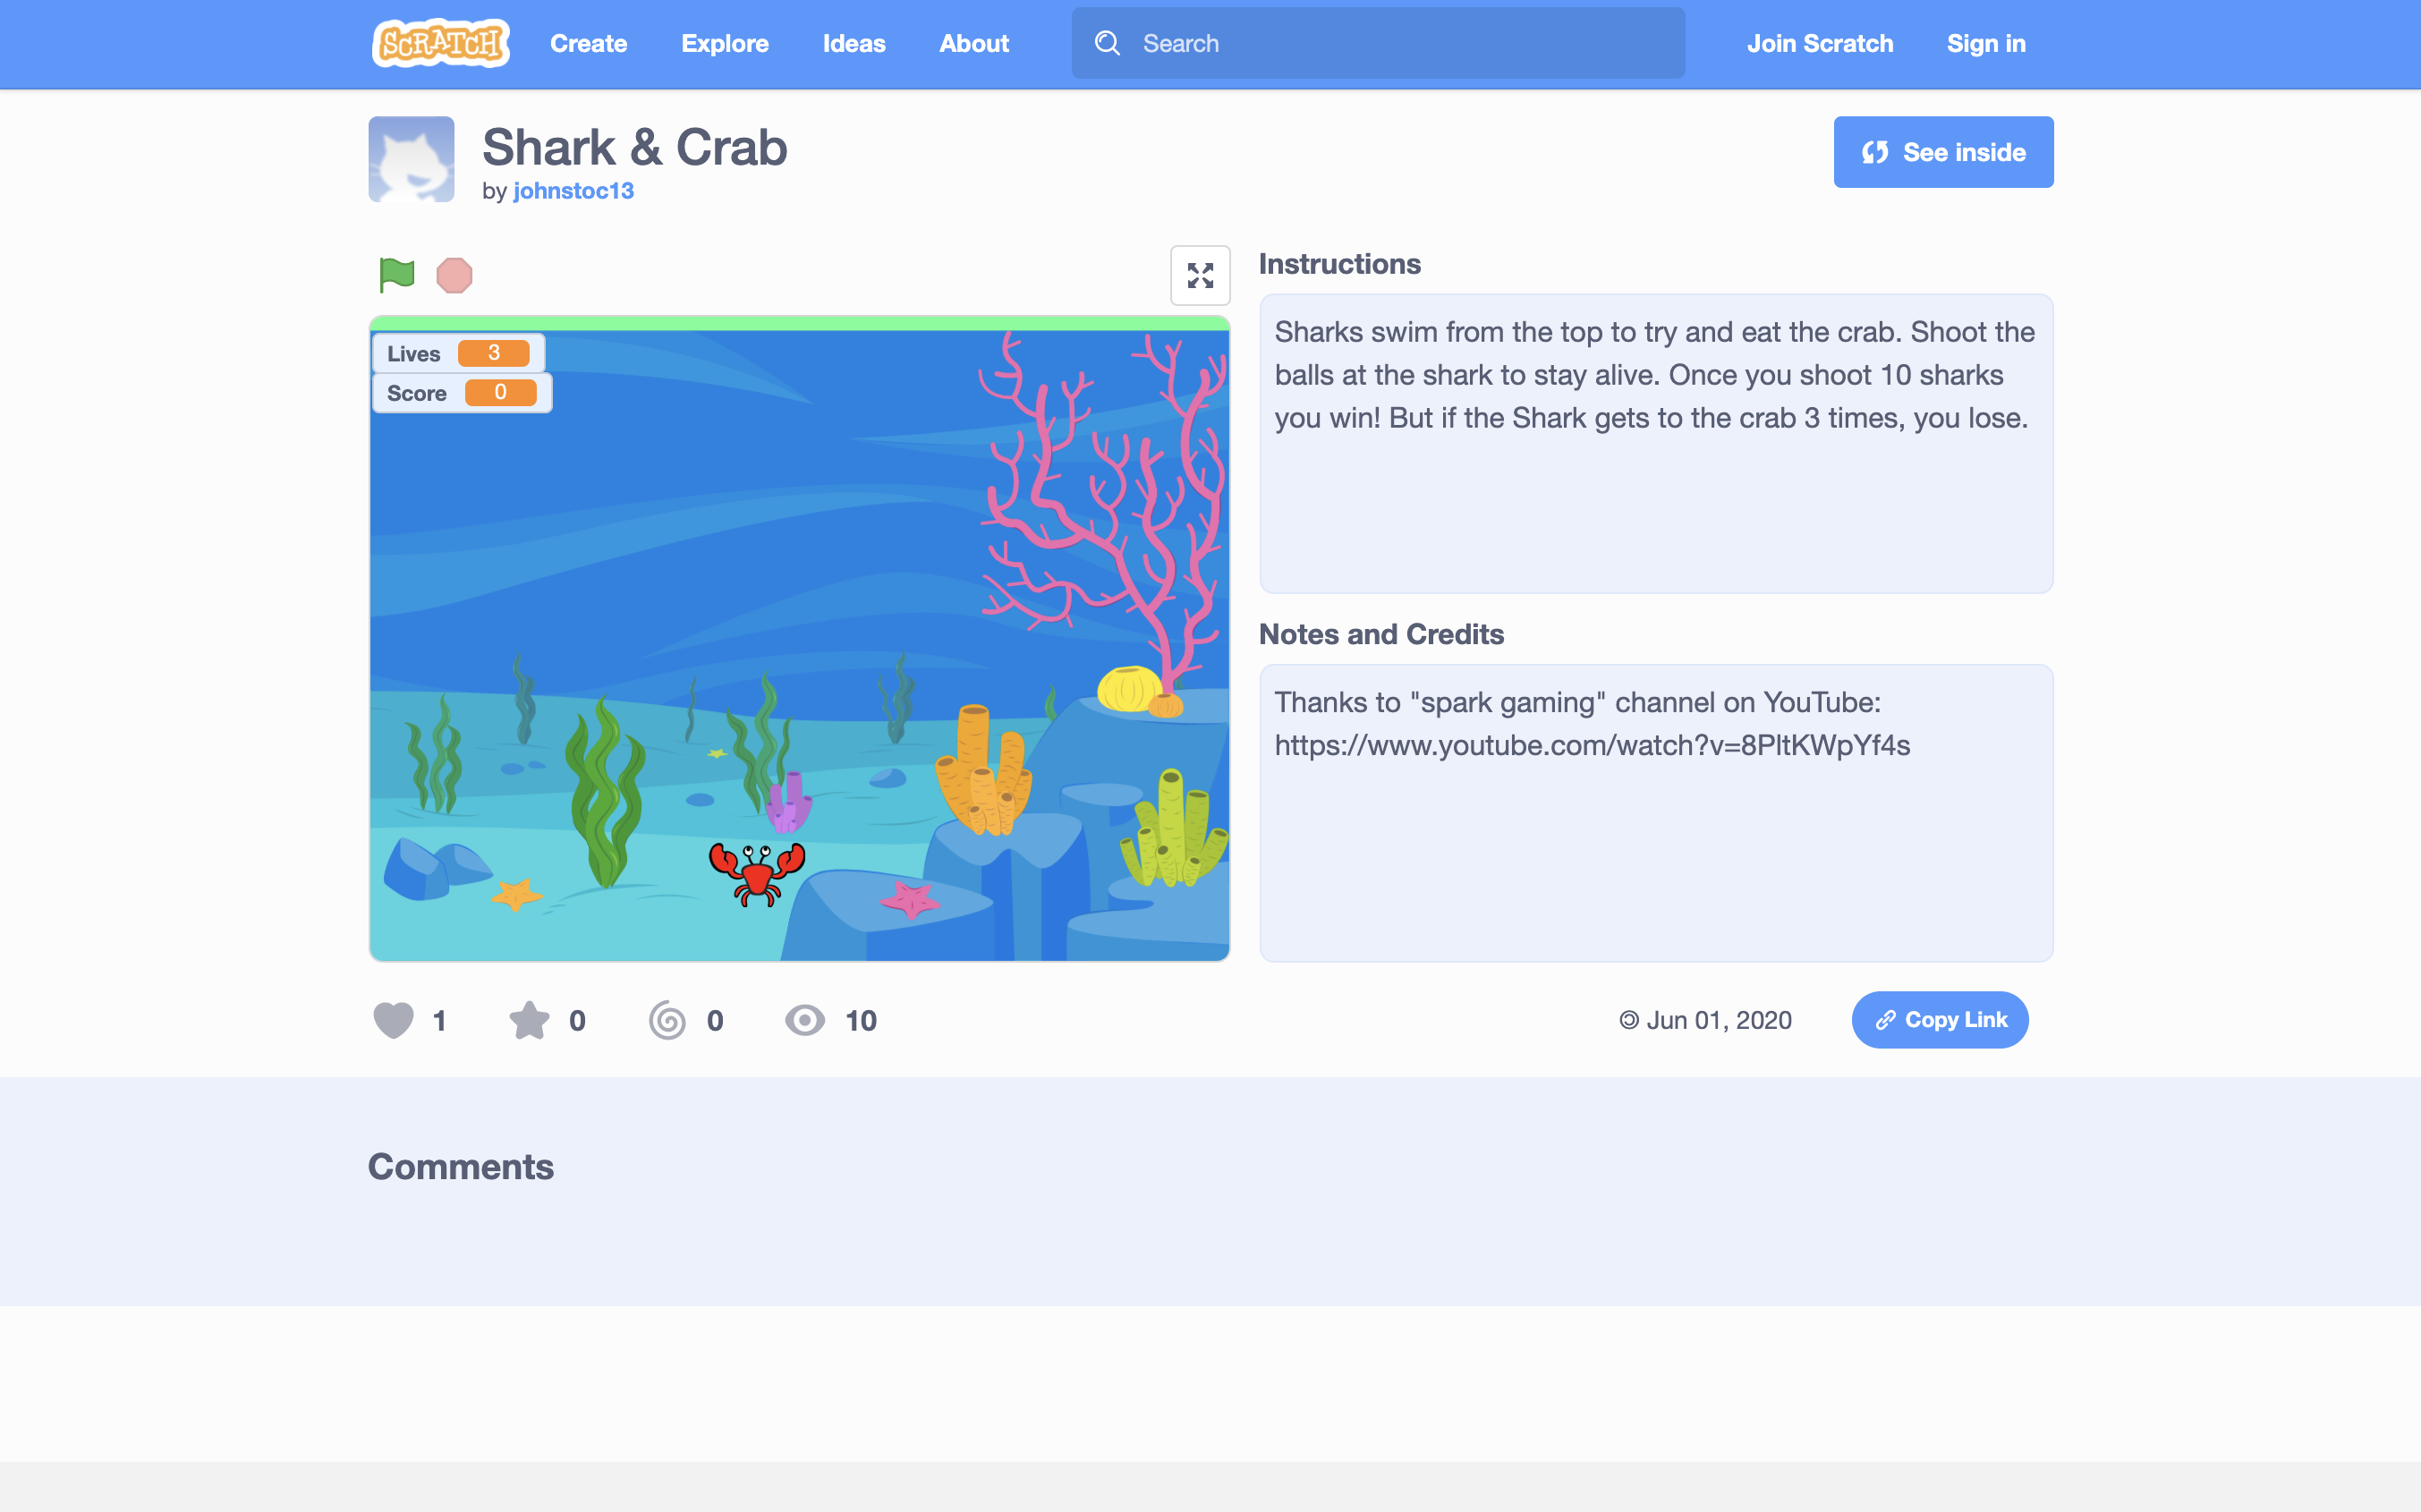 SCRATCH
Create
Explore
Ideas
About
Search
Join Scratch
Sign in
Shark & Crab
by johnstoc13
See inside
Lives 3
Score 0
Instructions
Sharks swim from the top to try and eat the crab. Shoot the
balls at the shark to stay alive. Once you shoot 10 sharks
you win! But if the Shark gets to the crab 3 times, you lose.
Notes and Credits
Thanks to "spark gaming" channel on YouTube:
https://www.youtube.com/watch?v=8PltKWpYf4s
1
0
0
10
Jun 01, 2020
Copy Link
Comments